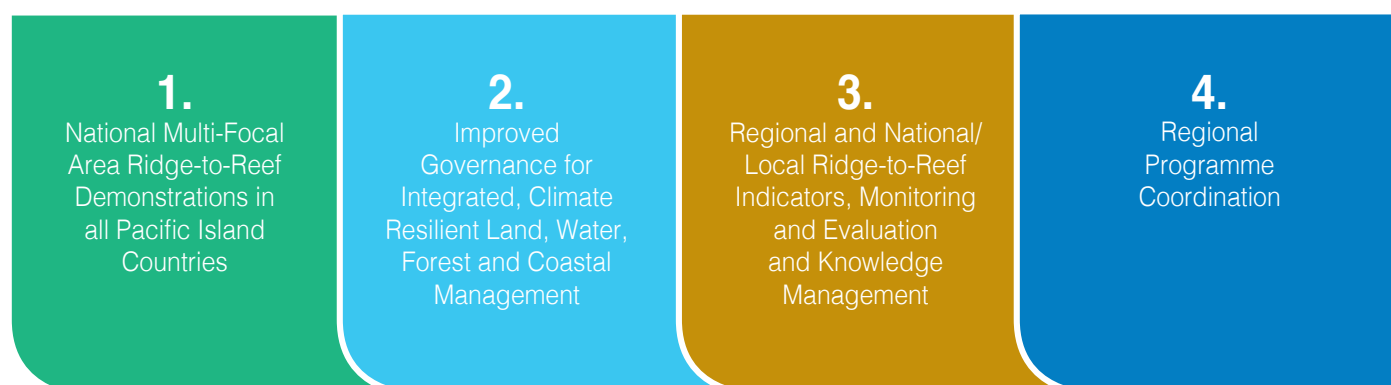 1.
National Multi-Focal
Area Ridge-to-Reef
Demonstrations in
all Pacific Island
Countries
2.
Improved
Governance for
Integrated, Climate
Resilient Land, Water,
Forest and Coastal
Management
3.
Regional and National/
Local Ridge-to-Reef
Indicators, Monitoring
and Evaluation
and Knowledge
Management
4.
Regional
Programme
Coordination